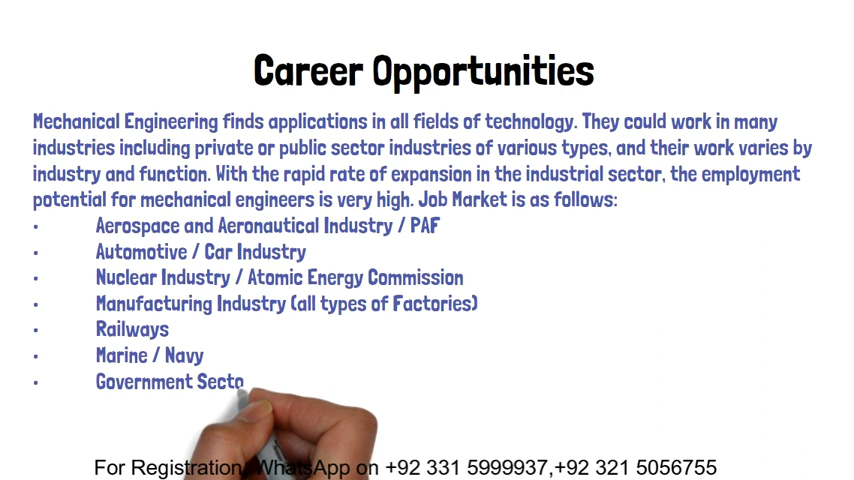 Career Opportunities
Mechanical Engineering finds applications in all fields of technology. They could work in many
industries including private or public sector industries of various types, and their work varies by
industry and function. With the rapid rate of expansion in the industrial sector, the employment
potential for mechanical engineers is very high. Job Market is as follows:
• Aerospace and Aeronautical Industry / PAF
• Automotive / Car Industry
• Nuclear Industry / Atomic Energy Commission
• Manufacturing Industry (all types of Factories)
• Railways
• Marine / Navy
• Government Secto
For Registration WhatsApp on +92 331 5999937,+92 321 5056755